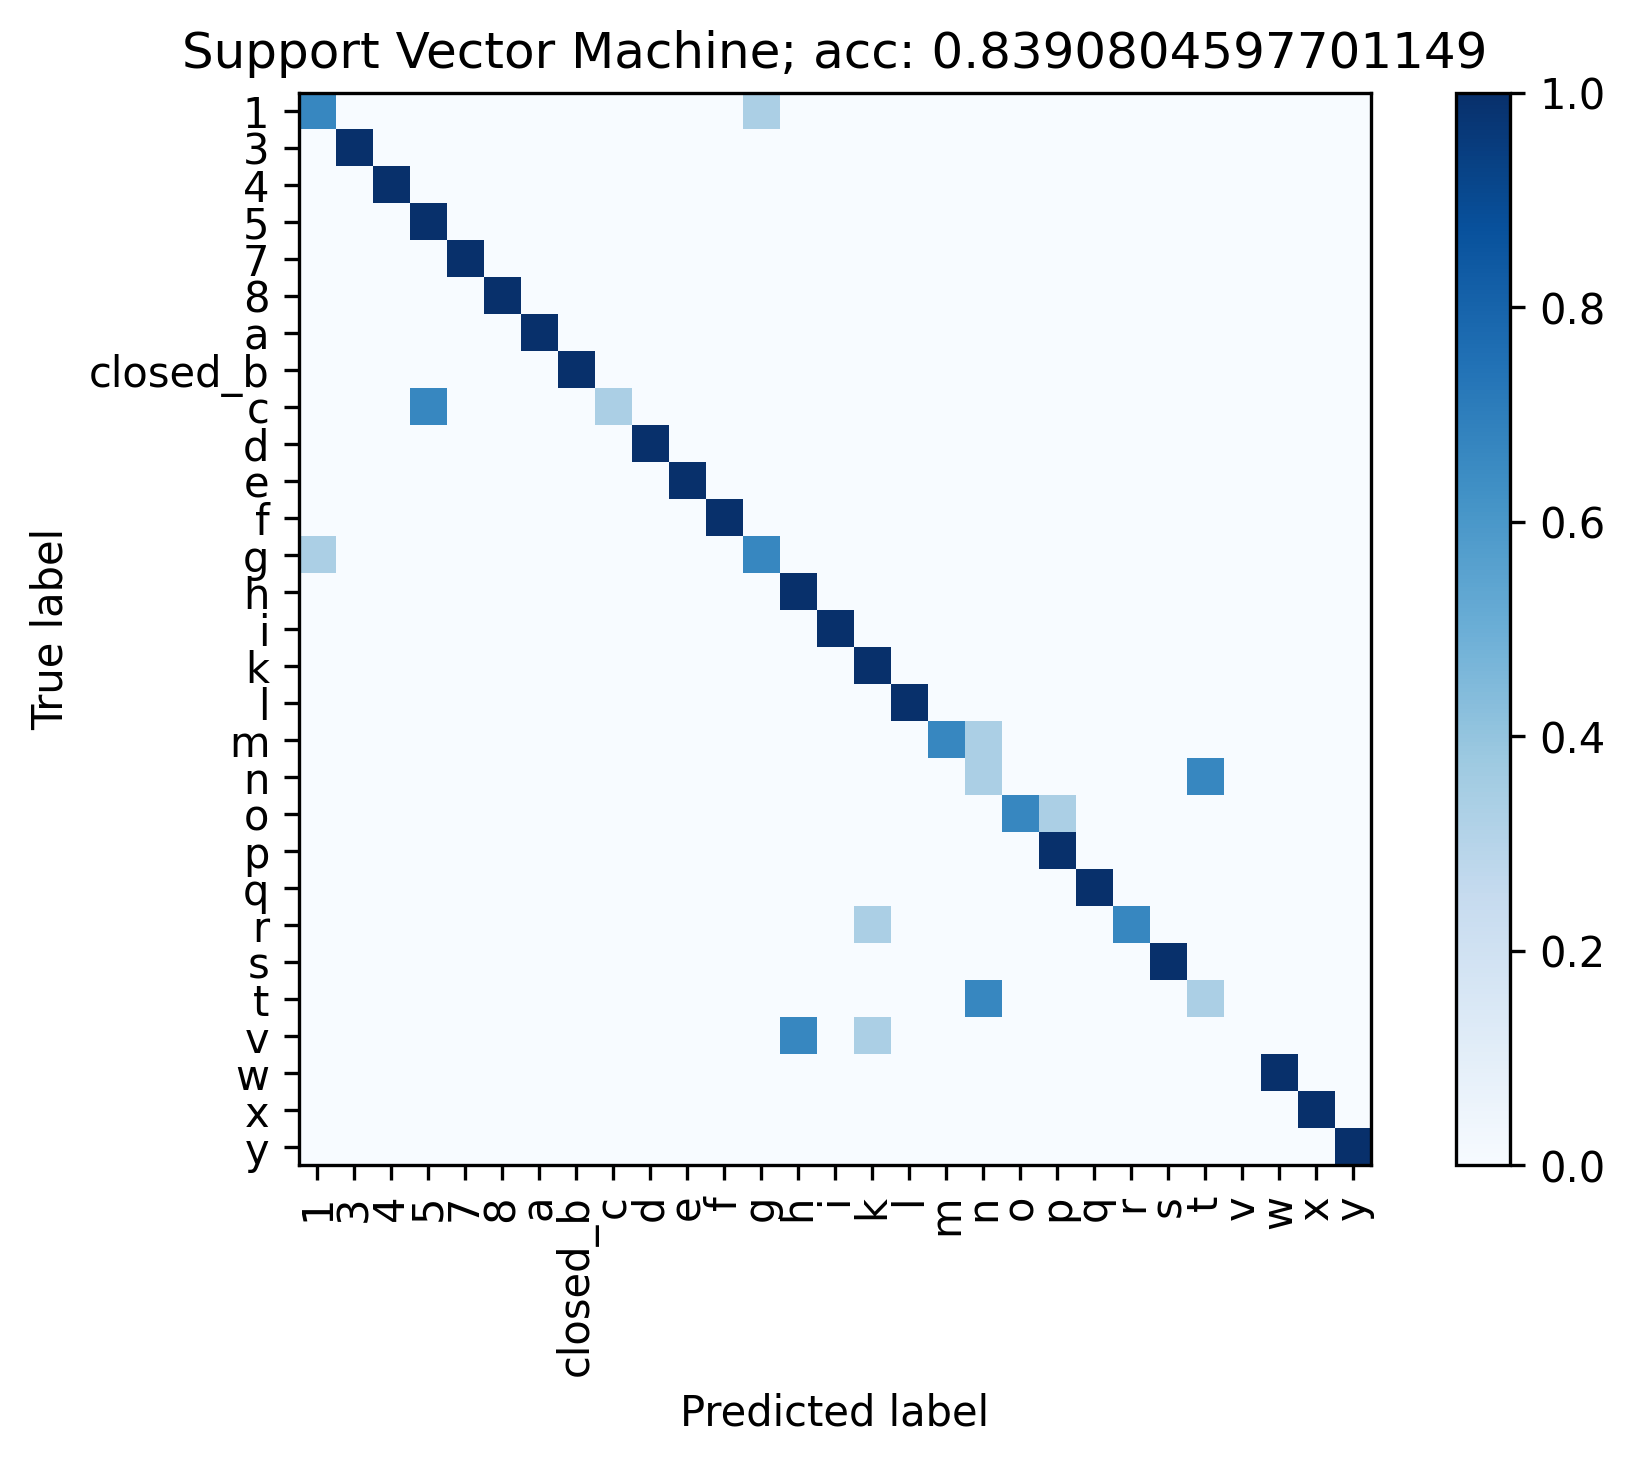 Support Vector Machine; acc: 0.8390804597701149
True label
1
3
4
5
7
8
a
closed_b
c
d
e
f
g
h
i
k
l
m
n
o
p
q
r
s
t
v
w
x
y
1 3 4 5 7 8 a closed_b c d e f g h i k l m n o p q r s t v w x y
Predicted label
1.0
0.8
0.6
0.4
0.2
0.0